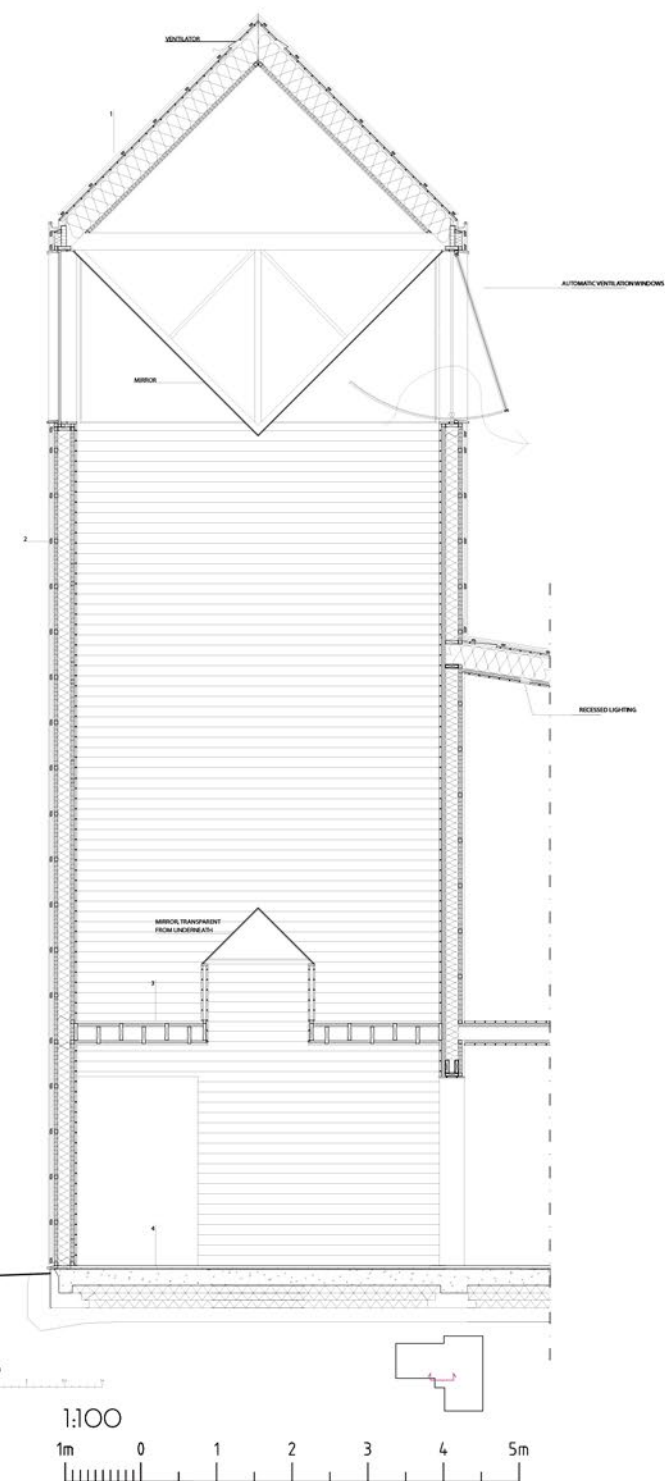 VENTILATOR
1
AUTOMATIC VENTILATION WINDOWS
MIRROR
2
RECESSED LIGHTING
MIRROR, TRANSPARENT
FROM UNDERNEATH
3
4
1:100
1m 0 1 2 3 4 5m